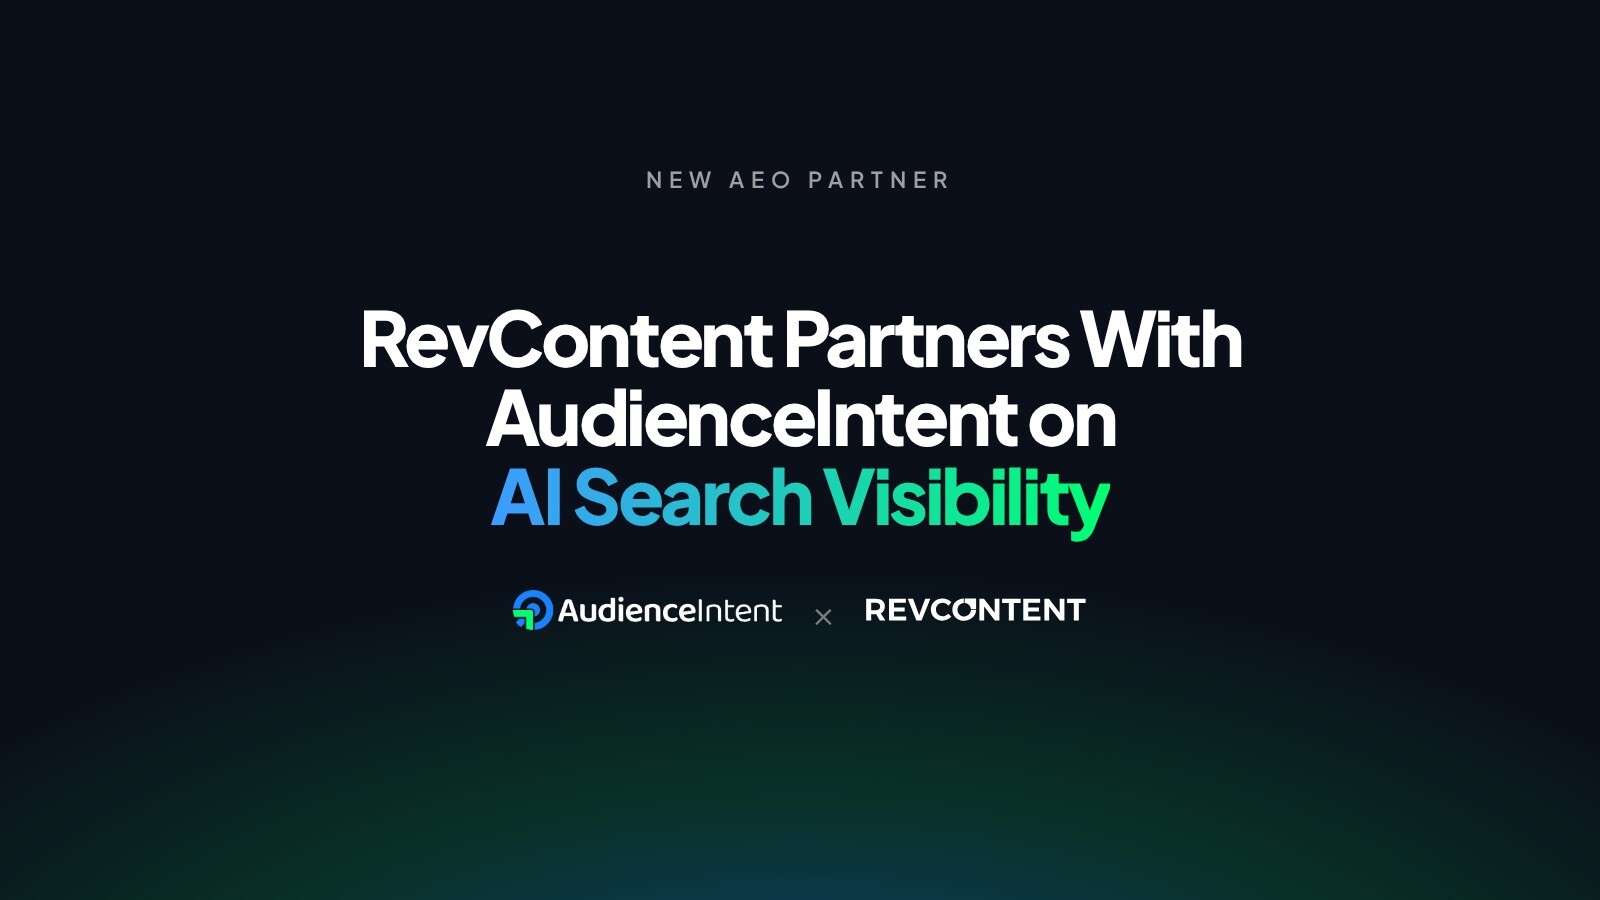 NEW AEO PARTNER
RevContent Partners With
AudienceIntent on
AI Search Visibility
AudienceIntent × REVCONTENT